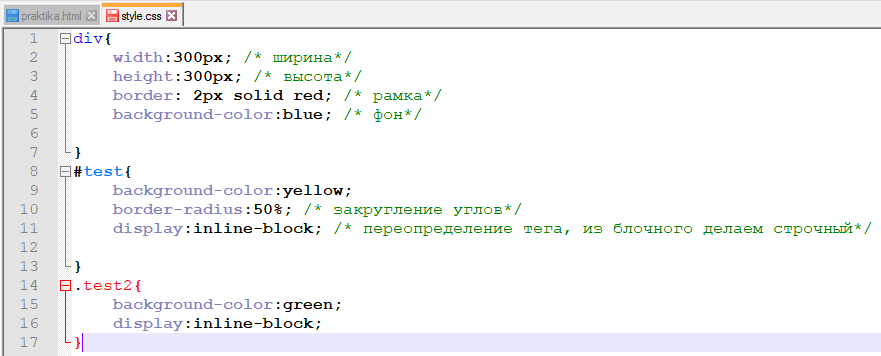 praktika.html style.css
1 div{
2 width:300px; /* ширина*/
3 height:300px; /* высота*/
4 border: 2px solid red; /* рамка*/
5 background-color:blue; /* фон*/
6
7 }
8 #test{
9 background-color:yellow;
10 border-radius:50%; /* закругление углов*/
11 display:inline-block; /* переопределение тега, из блочного делаем строчный*/
12
13 }
14 .test2{
15 background-color:green;
16 display:inline-block;
17 }